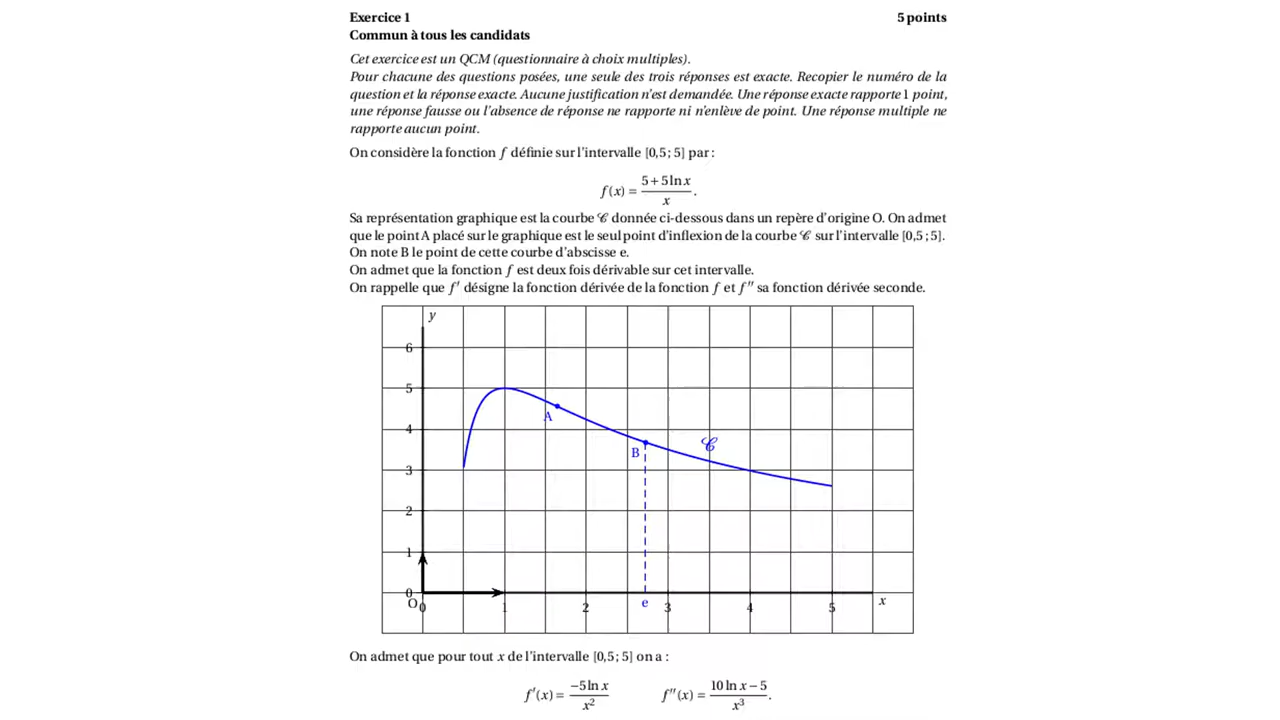 Exercice 1 5 points
Commun à tous les candidats
Cet exercice est un QCM (questionnaire à choix multiples).
Pour chacune des questions posées, une seule des trois réponses est exacte. Recopier le numéro de la
question et la réponse exacte. Aucune justification n'est demandée. Une réponse exacte rapporte 1 point,
une réponse fausse ou l'absence de réponse ne rapporte ni n'enlève de point. Une réponse multiple ne
rapporte aucun point.
On considère la fonction f définie sur l'intervalle [0,5 ; 5] par :
f(x) = (5 + 5 ln x)/x.
Sa représentation graphique est la courbe 𝒞 donnée ci-dessous dans un repère d'origine O. On admet
que le point A placé sur le graphique est le seul point d'inflexion de la courbe 𝒞 sur l'intervalle [0,5 ; 5].
On note B le point de cette courbe d'abscisse e.
On admet que la fonction f est deux fois dérivable sur cet intervalle.
On rappelle que f′ désigne la fonction dérivée de la fonction f et f″ sa fonction dérivée seconde.
y
6
5
A
4
𝒞
B
3
2
1
0
O 0 1 2 e 3 4 5 x
On admet que pour tout x de l'intervalle [0,5 ; 5] on a :
f′(x) = (−5 ln x)/x² f″(x) = (10 ln x − 5)/x³.